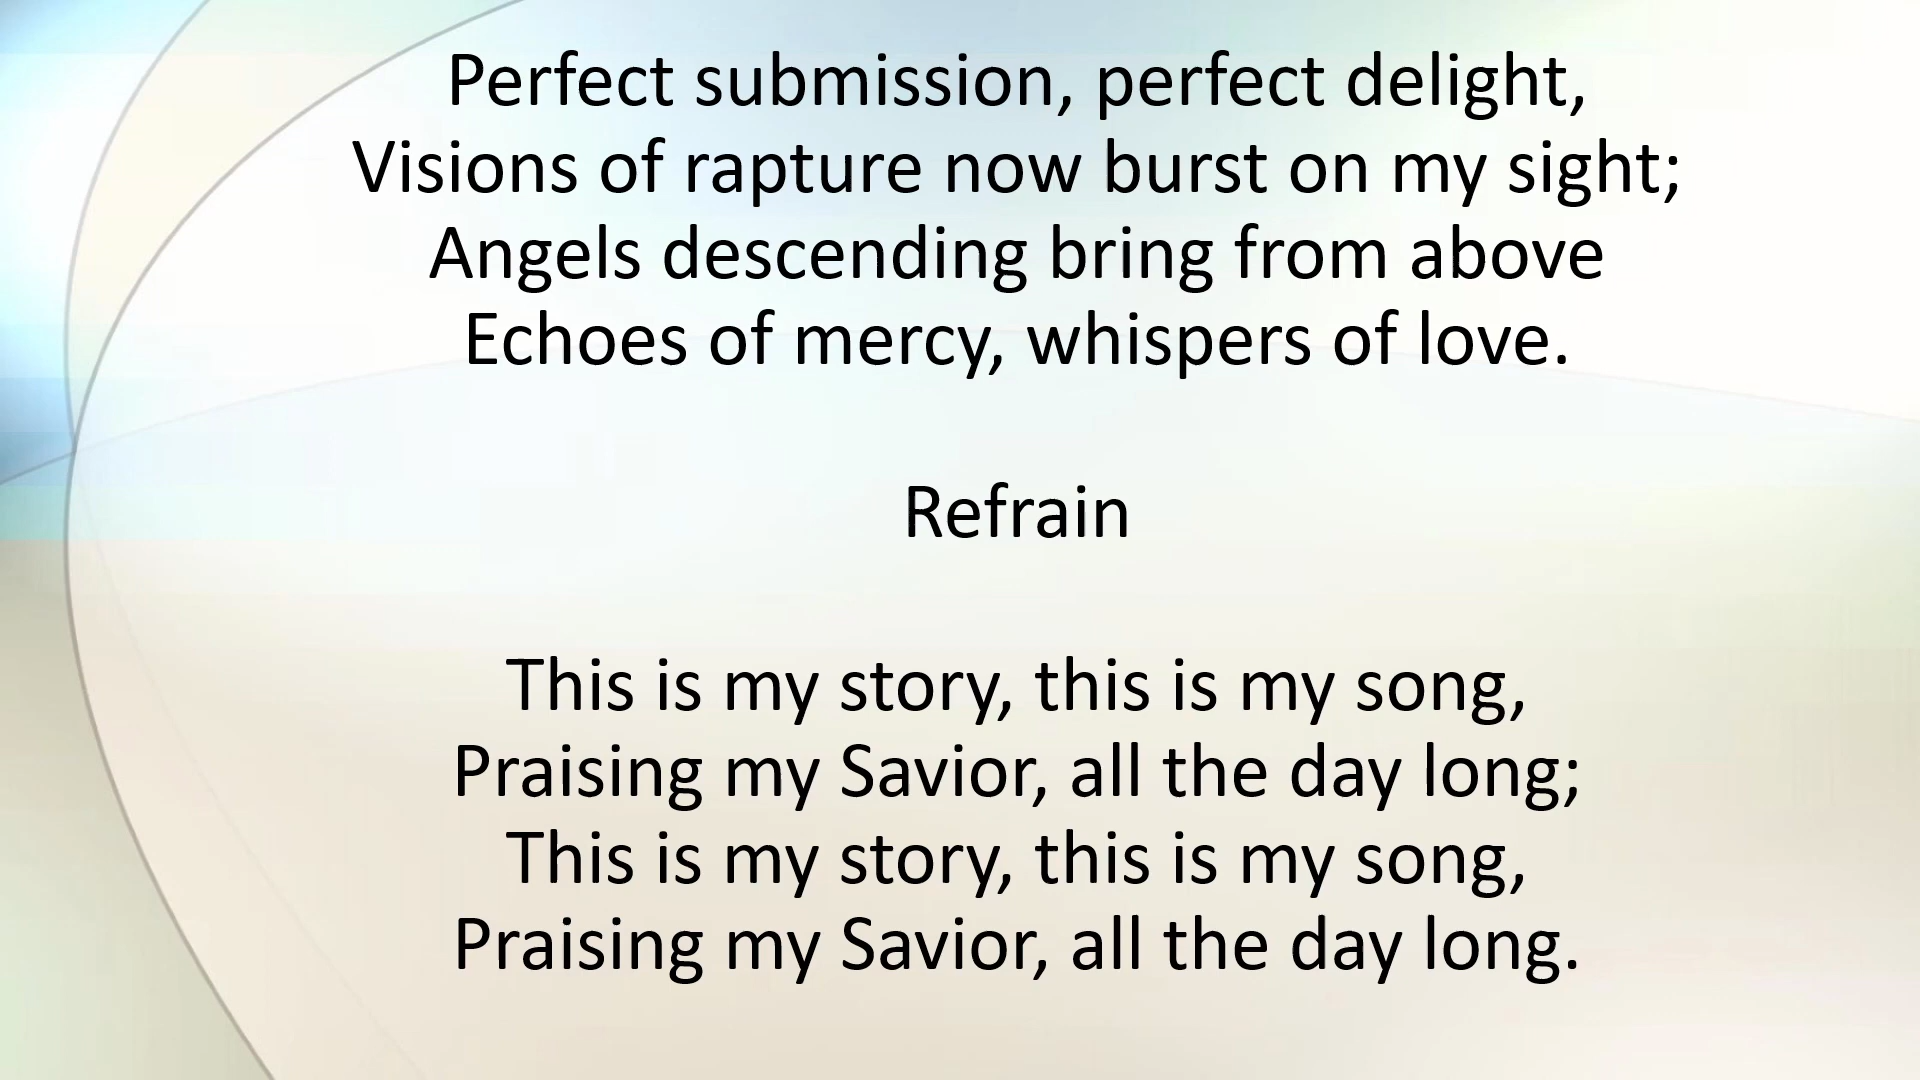 Perfect submission, perfect delight,
Visions of rapture now burst on my sight;
Angels descending bring from above
Echoes of mercy, whispers of love.
Refrain
This is my story, this is my song,
Praising my Savior, all the day long;
This is my story, this is my song,
Praising my Savior, all the day long.